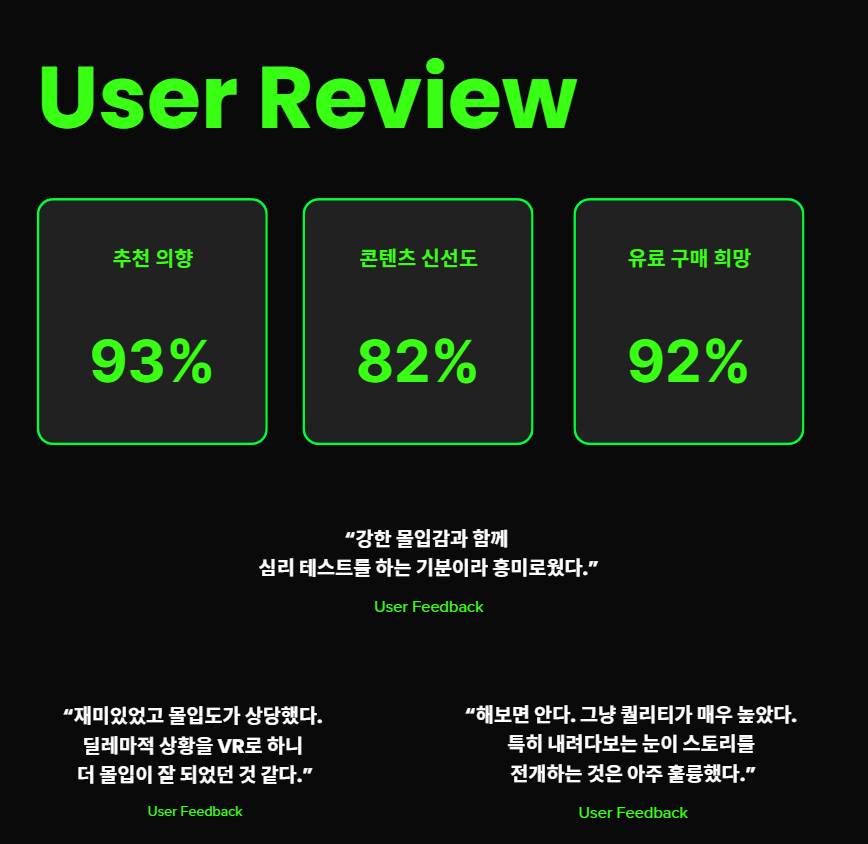 User Review
추천 의향
콘텐츠 신선도
유료 구매 희망
93%
82%
92%
“강한 몰입감과 함께
심리 테스트를 하는 기분이라 흥미로웠다.”
User Feedback
“재미있었고 몰입도가 상당했다.
딜레마적 상황을 VR로 하니
더 몰입이 잘 되었던 것 같다.”
User Feedback
“해보면 안다. 그냥 퀄리티가 매우 높았다.
특히 내려다보는 눈이 스토리를
전개하는 것은 아주 훌륭했다.”
User Feedback